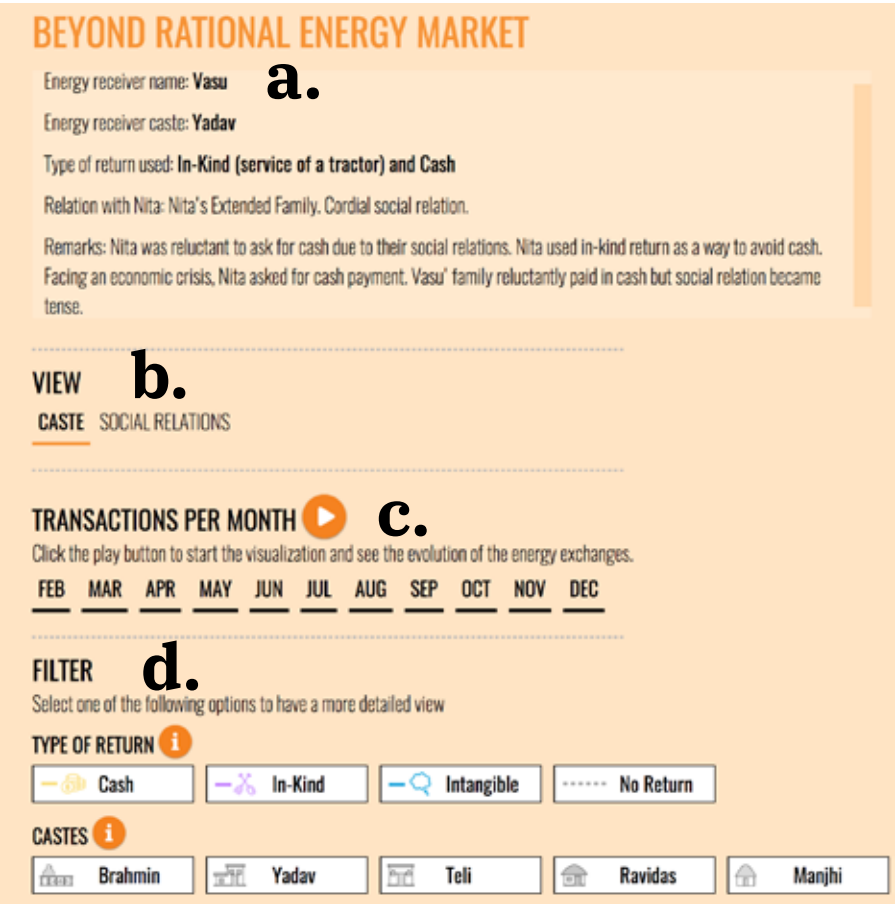 BEYOND RATIONAL ENERGY MARKET
Energy receiver name: Vasu
a.
Energy receiver caste: Yadav
Type of return used: In-Kind (service of a tractor) and Cash
Relation with Nita: Nita's Extended Family. Cordial social relation.
Remarks: Nita was reluctant to ask for cash due to their social relations. Nita used in-kind return as a way to avoid cash.
Facing an economic crisis, Nita asked for cash payment. Vasu' family reluctantly paid in cash but social relation became
tense.
VIEW
b.
CASTE SOCIAL RELATIONS
TRANSACTIONS PER MONTH
c.
Click the play button to start the visualization and see the evolution of the energy exchanges.
FEB MAR APR MAY JUN JUL AUG SEP OCT NOV DEC
FILTER
d.
Select one of the following options to have a more detailed view
TYPE OF RETURN i
Cash In-Kind Intangible No Return
CASTES i
Brahmin Yadav Teli Ravidas Manjhi